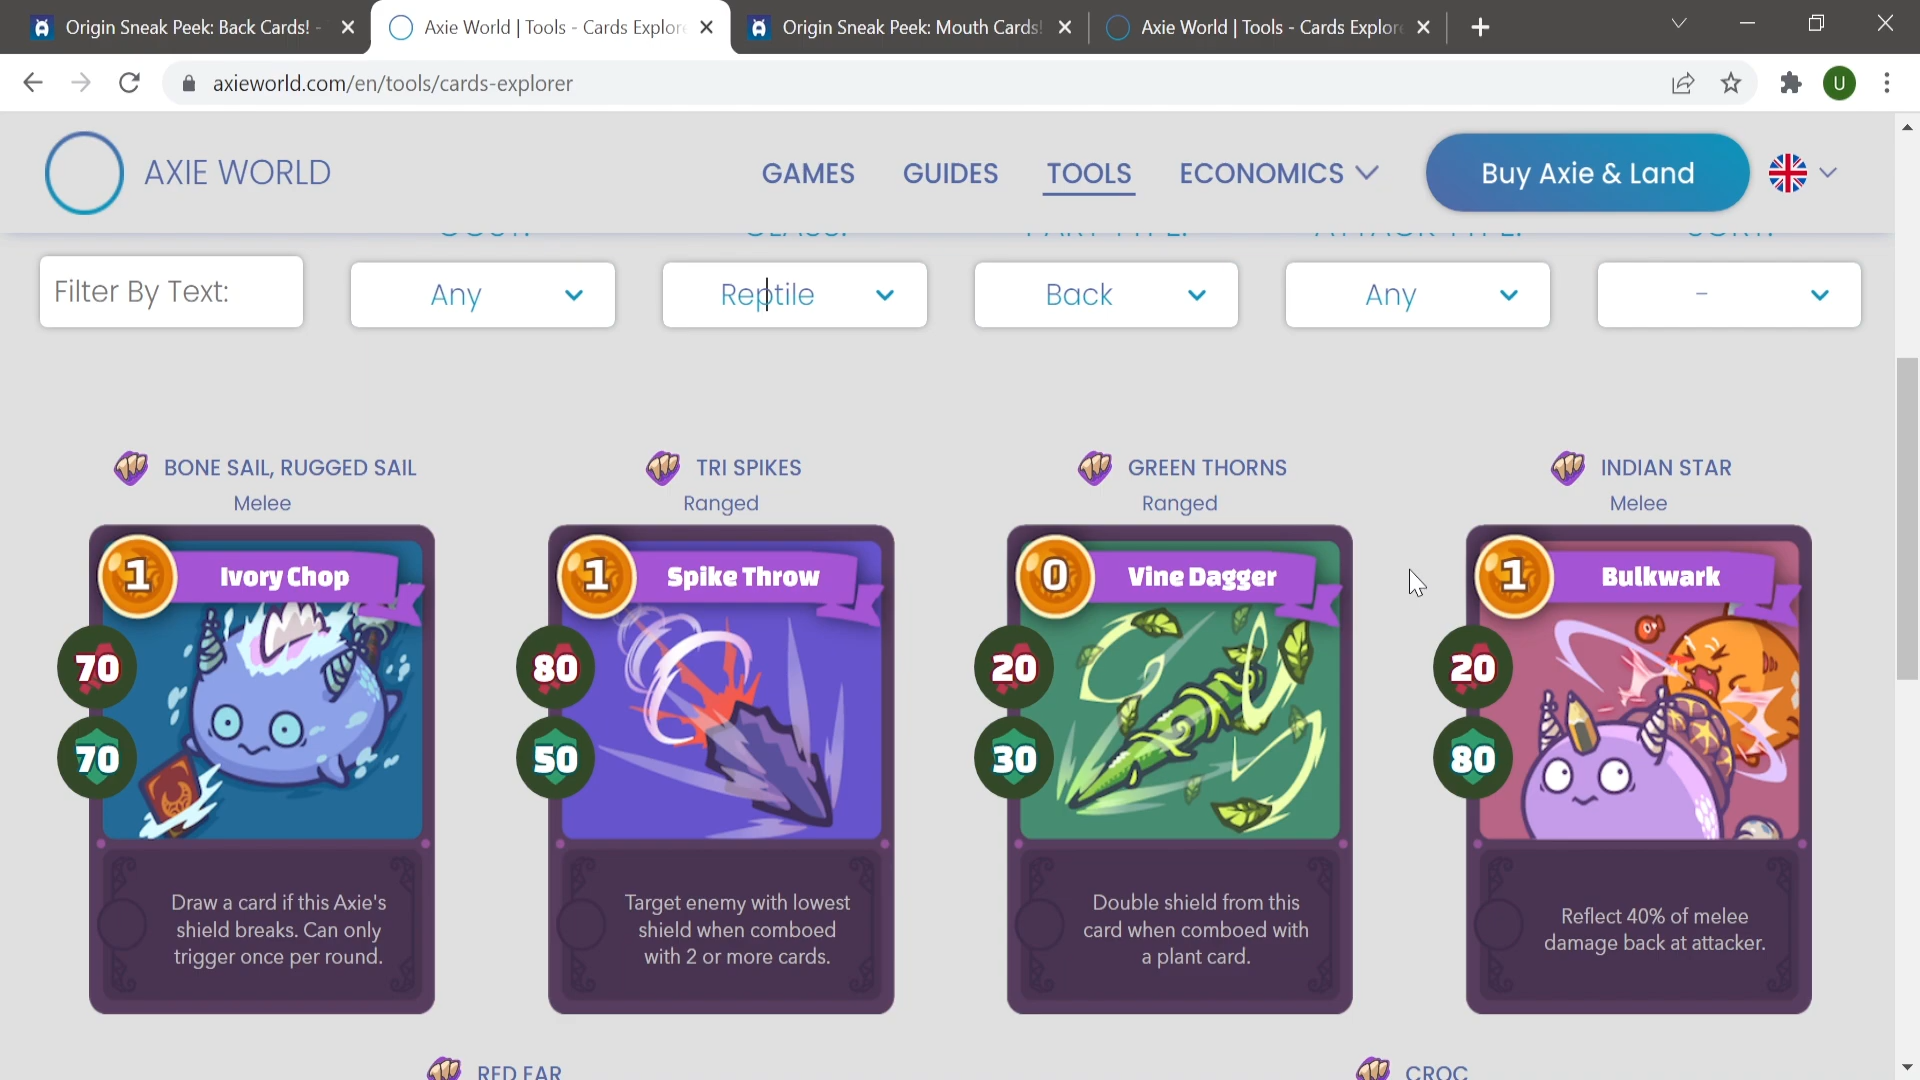 Origin Sneak Peek: Back Cards! -
Axie World | Tools - Cards Explore
Origin Sneak Peek: Mouth Cards!
Axie World | Tools - Cards Explore
axieworld.com/en/tools/cards-explorer
U
AXIE WORLD
GAMES
GUIDES
TOOLS
ECONOMICS
Buy Axie & Land
Filter By Text:
Any
Reptile
Back
Any
-
BONE SAIL, RUGGED SAIL
Melee
1
Ivory Chop
70
70
Draw a card if this Axie's
shield breaks. Can only
trigger once per round.
TRI SPIKES
Ranged
1
Spike Throw
80
50
Target enemy with lowest
shield when comboed
with 2 or more cards.
GREEN THORNS
Ranged
0
Vine Dagger
20
30
Double shield from this
card when comboed with
a plant card.
INDIAN STAR
Melee
1
Bulkwark
20
80
Reflect 40% of melee
damage back at attacker.
RED EAR
CROC